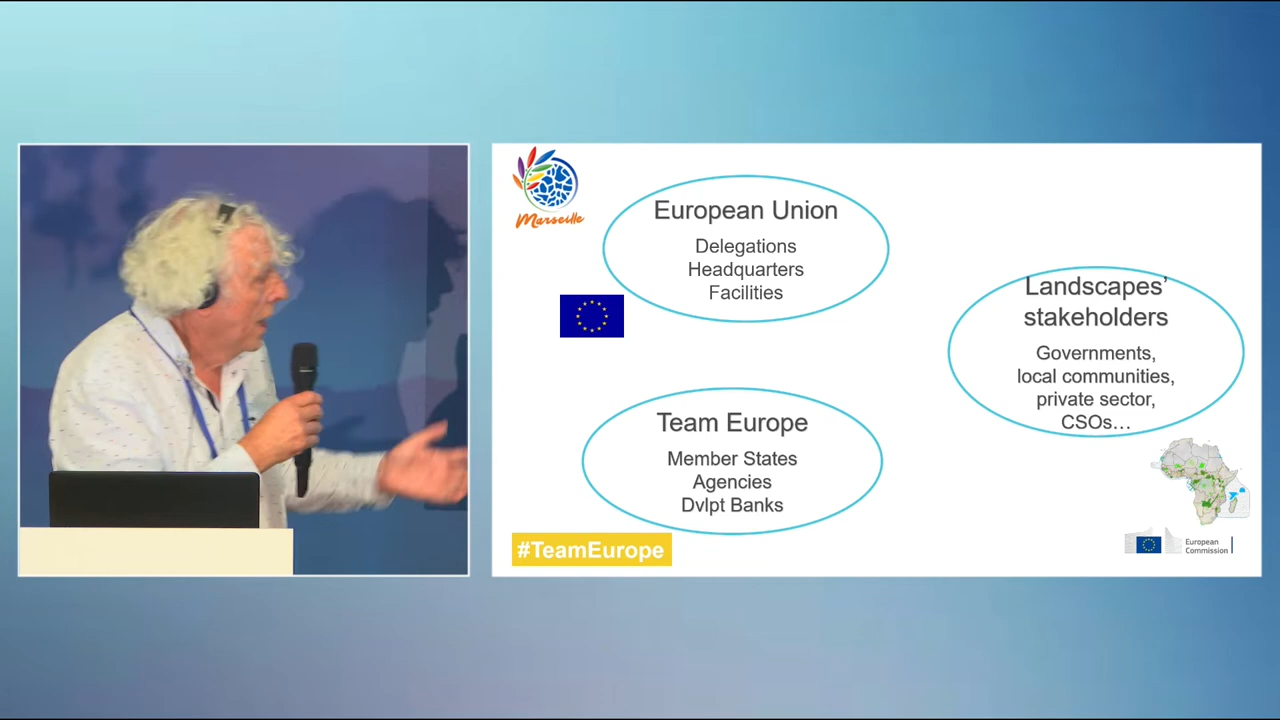 Marseille
European Union
Delegations
Headquarters
Facilities
Landscapes’
stakeholders
Governments,
local communities,
private sector,
CSOs…
Team Europe
Member States
Agencies
Dvlpt Banks
#TeamEurope
European
Commission